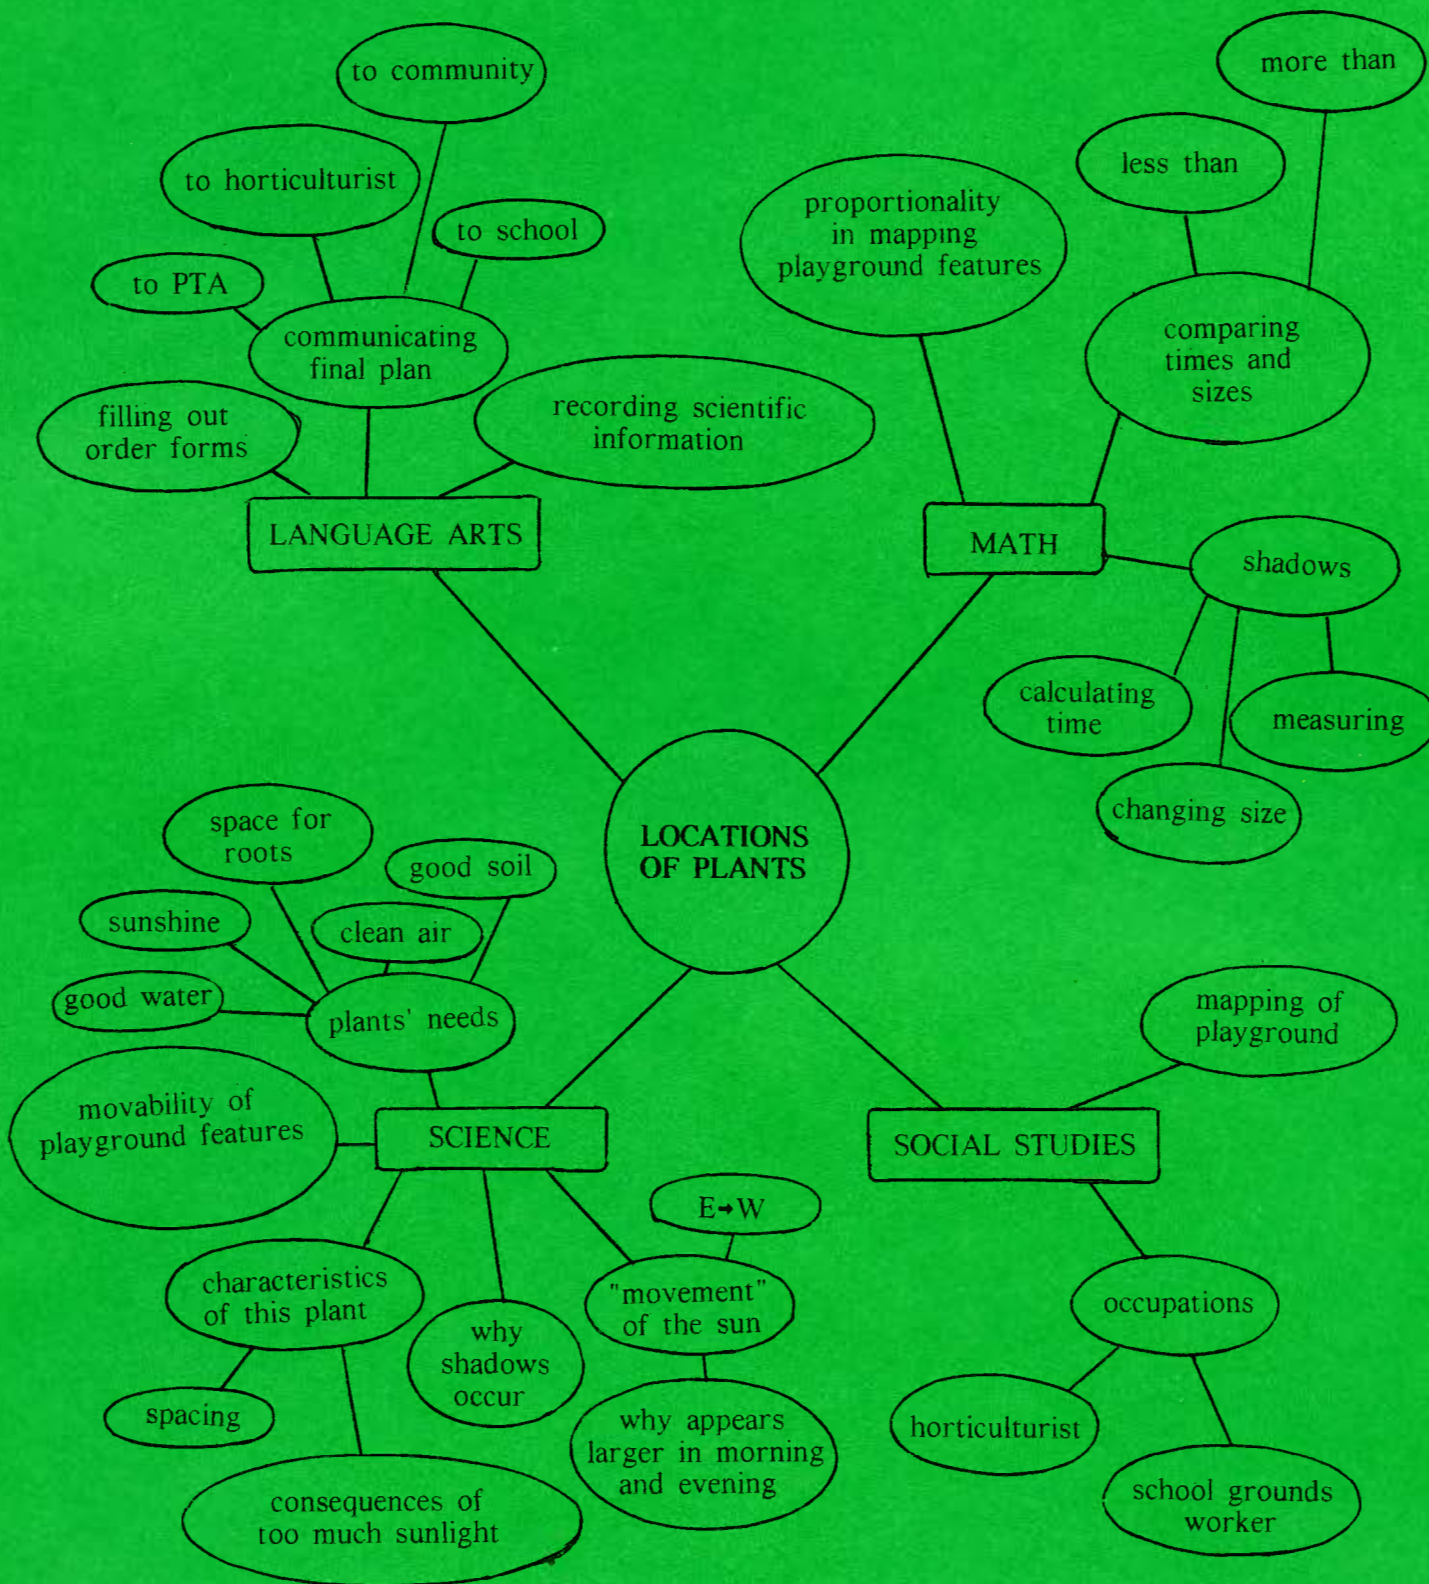 to community
more than
to horticulturist
less than
to school
proportionality
in mapping
playground features
to PTA
communicating
final plan
comparing
times and
sizes
filling out
order forms
recording scientific
information
LANGUAGE ARTS
MATH
shadows
calculating
time
measuring
changing size
LOCATIONS
OF PLANTS
space for
roots
good soil
sunshine
clean air
good water
plants' needs
mapping of
playground
movability of
playground features
SCIENCE
SOCIAL STUDIES
E→W
characteristics
of this plant
"movement"
of the sun
occupations
why
shadows
occur
spacing
why appears
larger in morning
and evening
horticulturist
consequences of
too much sunlight
school grounds
worker